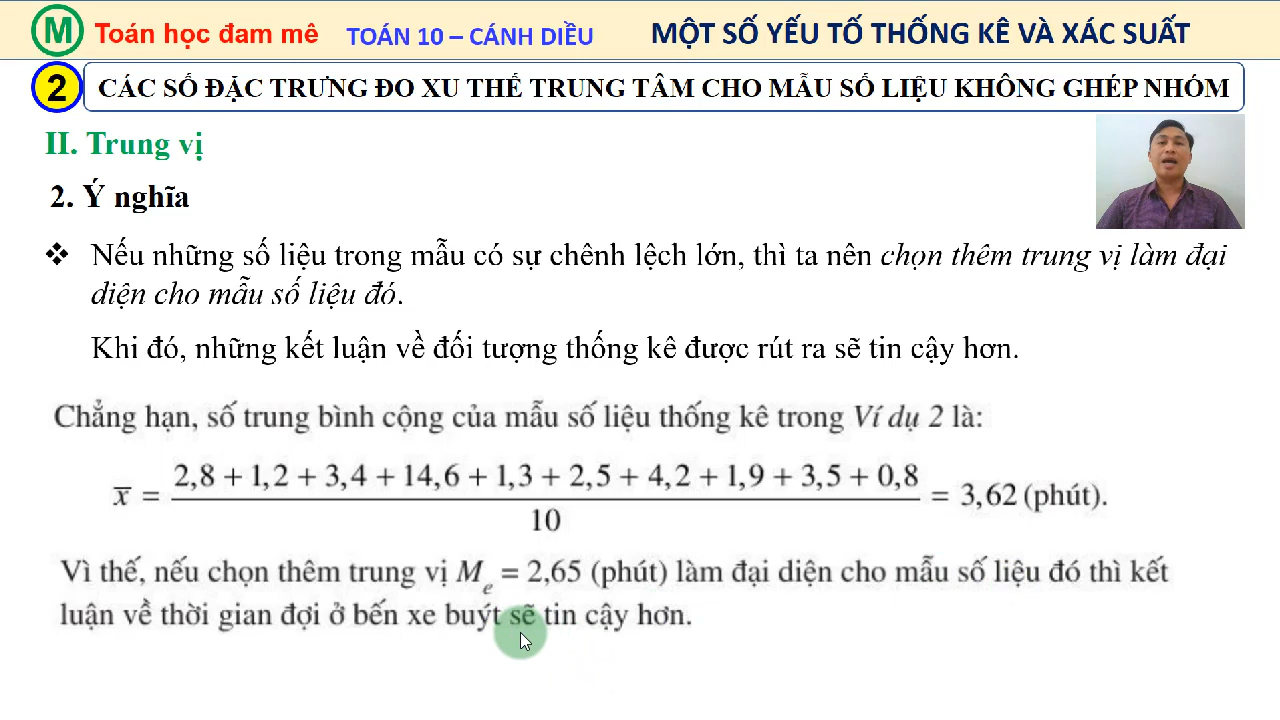 M Toán học đam mê TOÁN 10 – CÁNH DIỀU MỘT SỐ YẾU TỐ THỐNG KÊ VÀ XÁC SUẤT
2 CÁC SỐ ĐẶC TRƯNG ĐO XU THẾ TRUNG TÂM CHO MẪU SỐ LIỆU KHÔNG GHÉP NHÓM
II. Trung vị
2. Ý nghĩa
❖ Nếu những số liệu trong mẫu có sự chênh lệch lớn, thì ta nên chọn thêm trung vị làm đại
diện cho mẫu số liệu đó.
Khi đó, những kết luận về đối tượng thống kê được rút ra sẽ tin cậy hơn.
Chẳng hạn, số trung bình cộng của mẫu số liệu thống kê trong Ví dụ 2 là:
x̅ = (2,8 + 1,2 + 3,4 + 14,6 + 1,3 + 2,5 + 4,2 + 1,9 + 3,5 + 0,8) / 10 = 3,62 (phút).
Vì thế, nếu chọn thêm trung vị Mₑ = 2,65 (phút) làm đại diện cho mẫu số liệu đó thì kết
luận về thời gian đợi ở bến xe buýt sẽ tin cậy hơn.